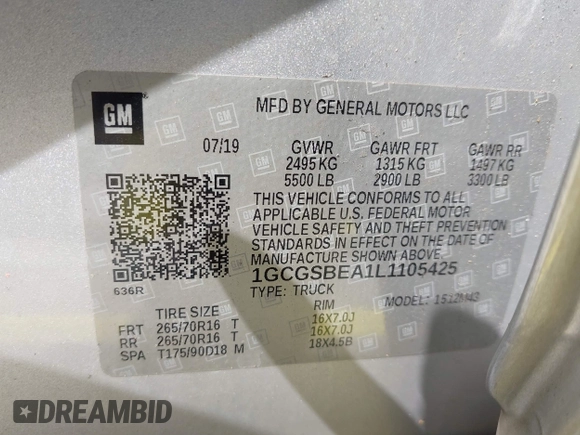 GM
MFD BY GENERAL MOTORS LLC
07/19 GVWR GAWR FRT GAWR RR
2495 KG 1315 KG 1497 KG
5500 LB 2900 LB 3300 LB
THIS VEHICLE CONFORMS TO ALL
APPLICABLE U.S. FEDERAL MOTOR
VEHICLE SAFETY AND THEFT PREVENTION
STANDARDS IN EFFECT ON THE DATE OF
MANUFACTURE SHOWN ABOVE.
1GCGSBEA1L1105425
636R
TYPE: TRUCK MODEL:
TIRE SIZE RIM
FRT 265/70R16 T 16X7.0J
RR 265/70R16 T 16X7.0J
SPA T175/90D18 M 18X4.5B
DREAMBID